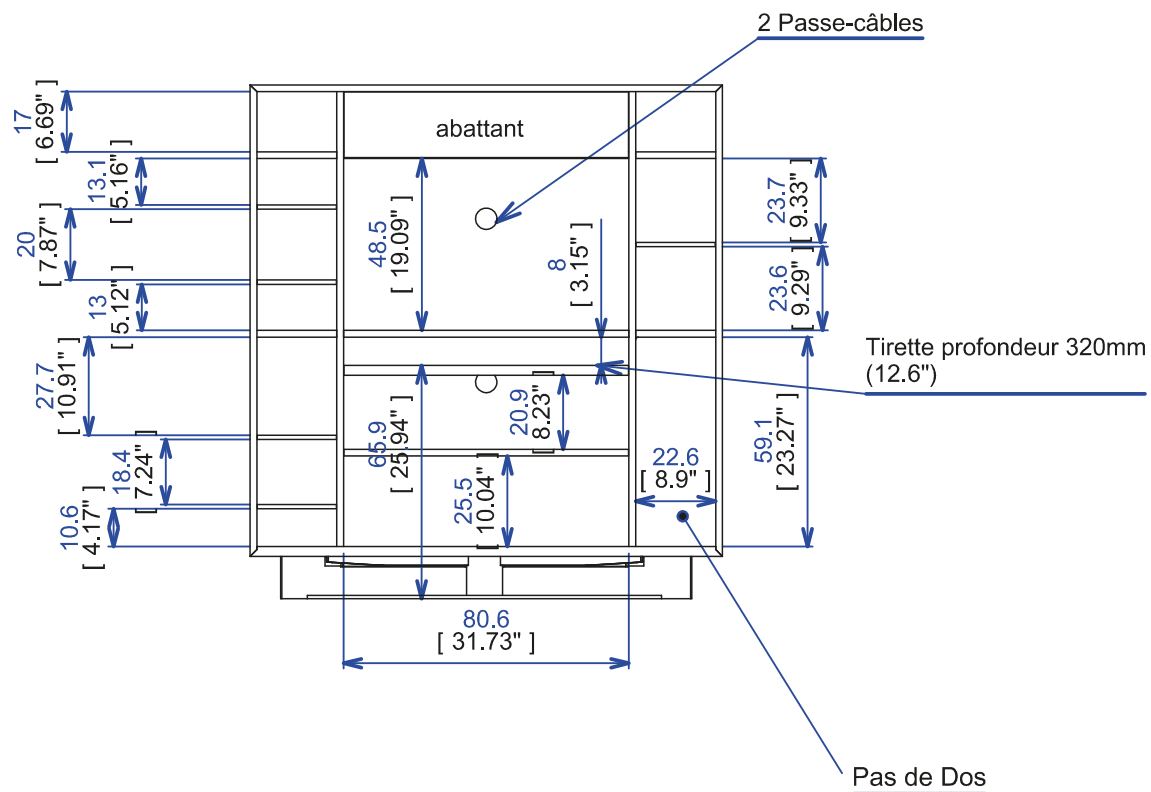 2 Passe-câbles
17
[ 6.69" ]
abattant
13.1
[ 5.16" ]
23.7
[ 9.33" ]
20
[ 7.87" ]
48.5
[ 19.09" ]
8
[ 3.15" ]
23.6
[ 9.29" ]
13
[ 5.12" ]
Tirette profondeur 320mm
(12.6")
27.7
[ 10.91" ]
20.9
[ 8.23" ]
65.9
[ 25.94" ]
59.1
[ 23.27" ]
18.4
[ 7.24" ]
22.6
[ 8.9" ]
25.5
[ 10.04" ]
10.6
[ 4.17" ]
80.6
[ 31.73" ]
Pas de Dos